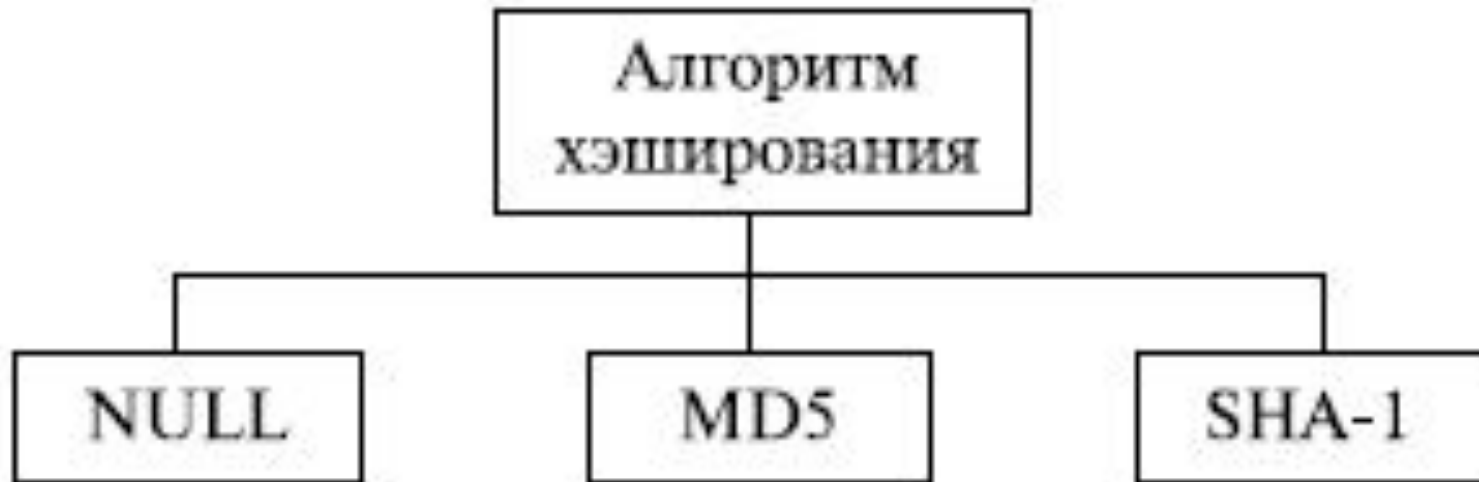 Алгоритм
хэширования
NULL
MD5
SHA-1